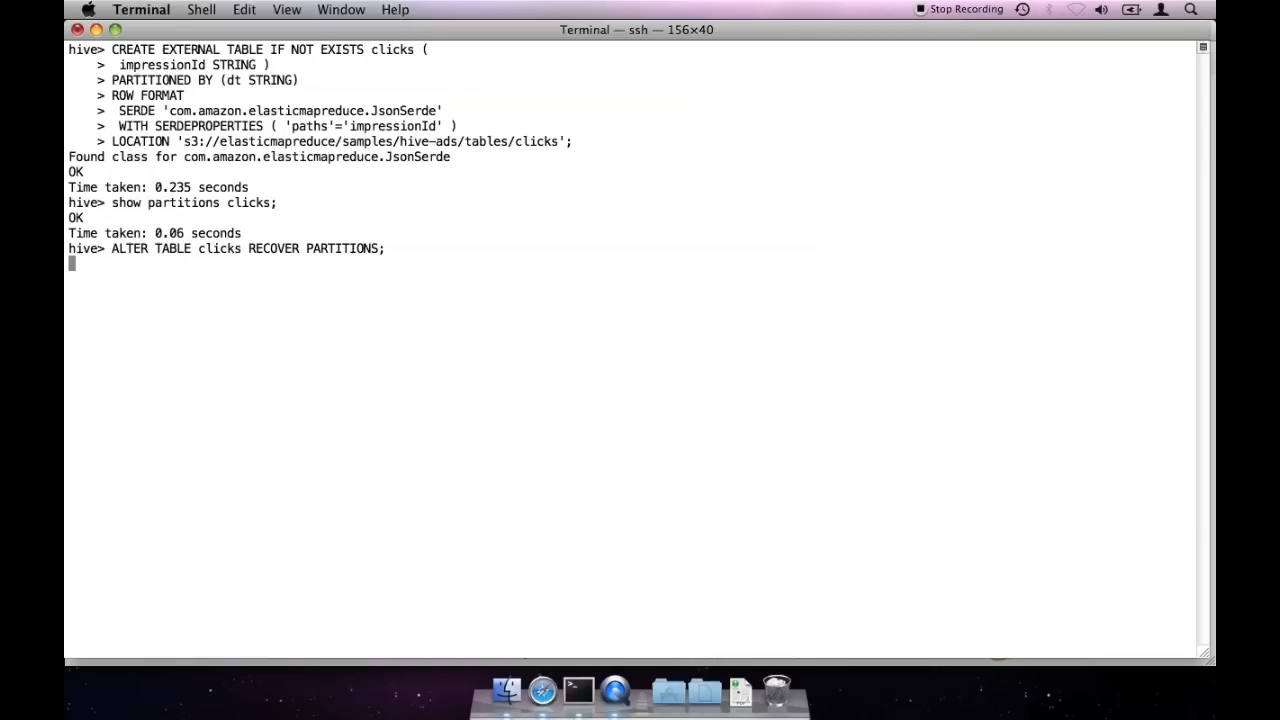 Terminal Shell Edit View Window Help Stop Recording
Terminal — ssh — 156×40
hive> CREATE EXTERNAL TABLE IF NOT EXISTS clicks (
    > impressionId STRING )
    > PARTITIONED BY (dt STRING)
    > ROW FORMAT
    > SERDE 'com.amazon.elasticmapreduce.JsonSerde'
    > WITH SERDEPROPERTIES ( 'paths'='impressionId' )
    > LOCATION 's3://elasticmapreduce/samples/hive-ads/tables/clicks';
Found class for com.amazon.elasticmapreduce.JsonSerde
OK
Time taken: 0.235 seconds
hive> show partitions clicks;
OK
Time taken: 0.06 seconds
hive> ALTER TABLE clicks RECOVER PARTITIONS;